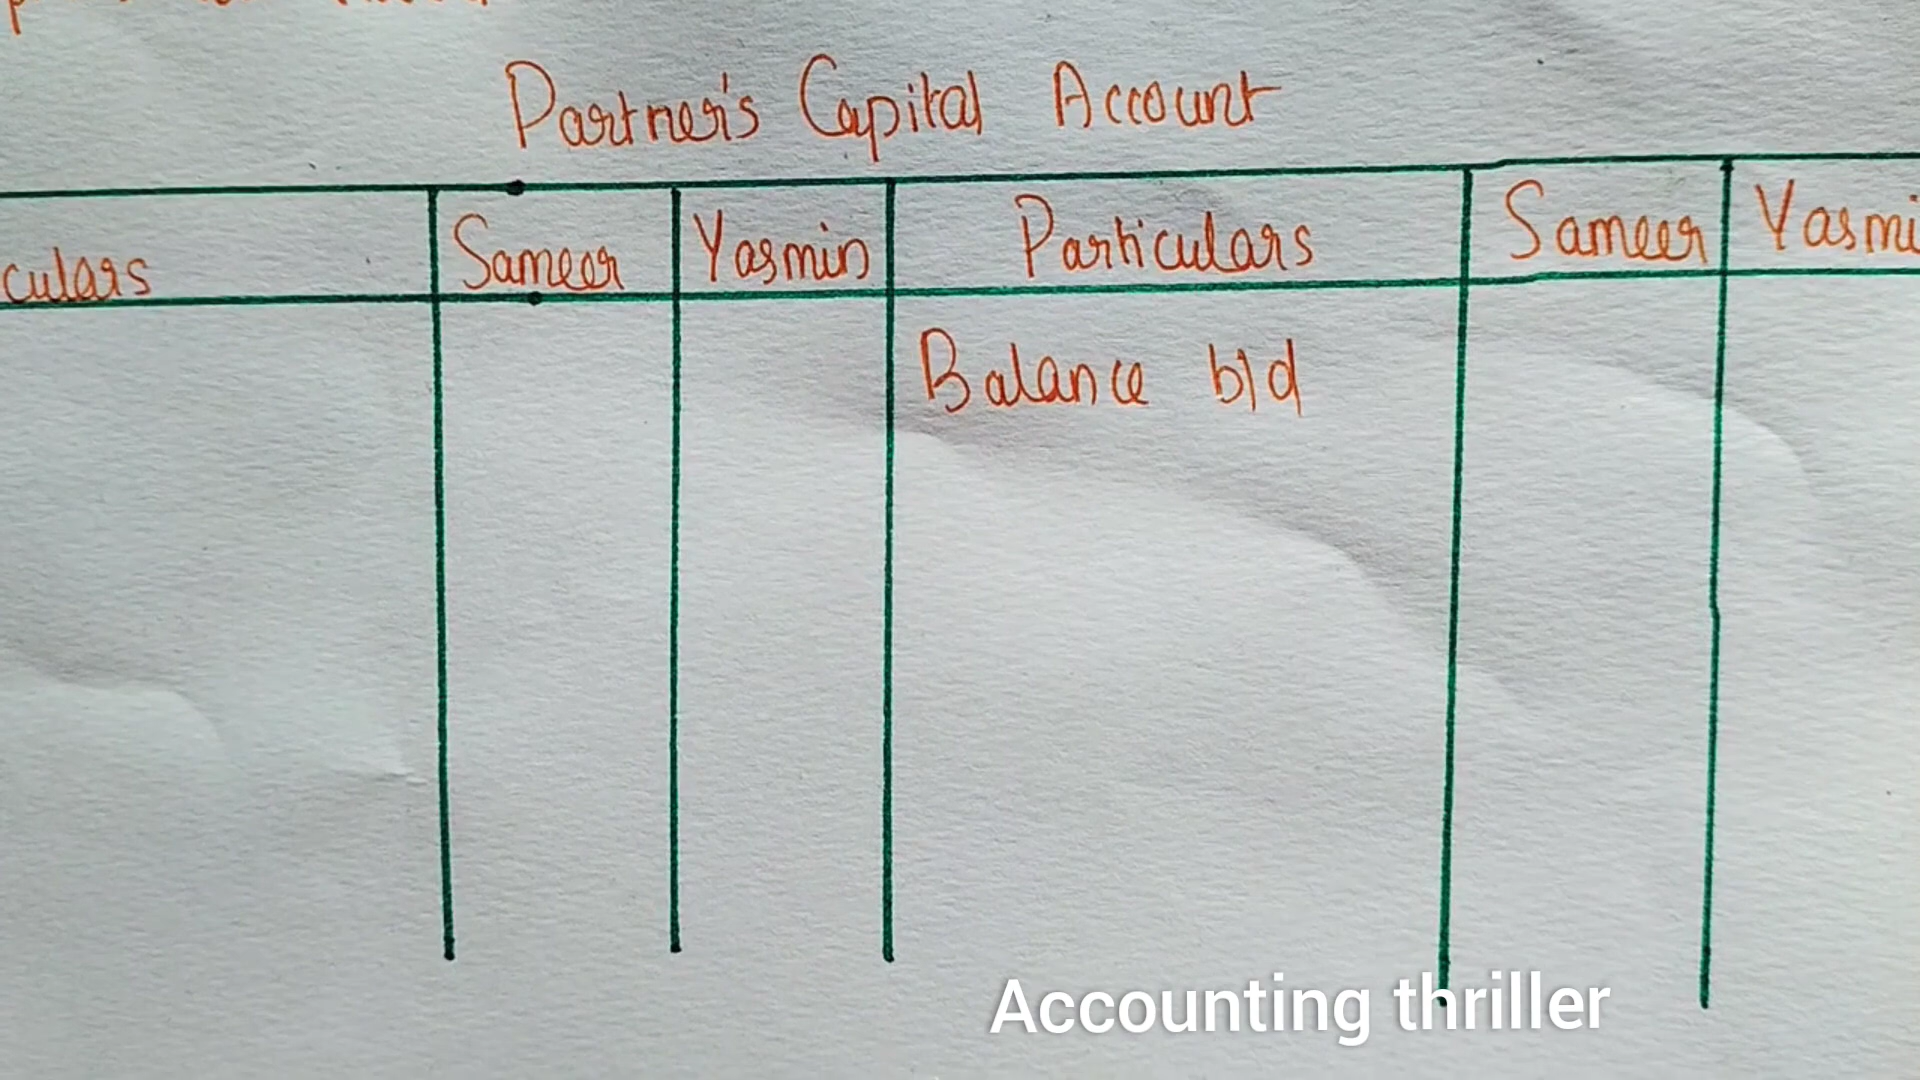 Partner's Capital Account
culars Sameer Yasmin Particulars Sameer Yasmi
Balance b/d
Accounting thriller